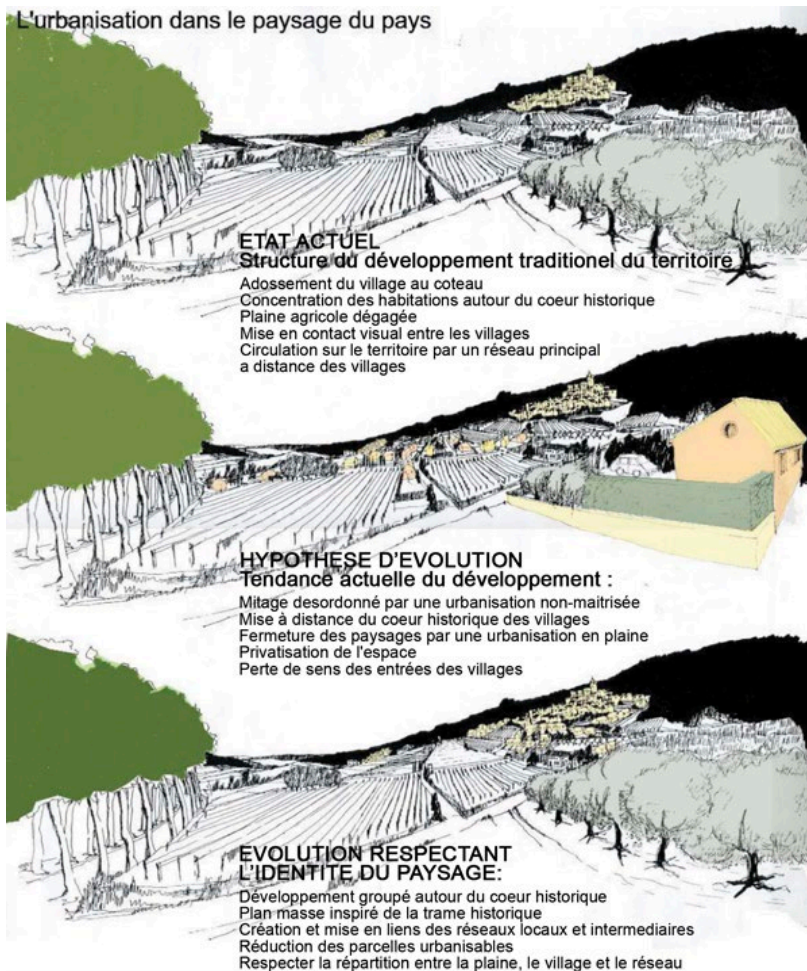 L'urbanisation dans le paysage du pays
ETAT ACTUEL
Structure du développement traditionel du territoire
Adossement du village au coteau
Concentration des habitations autour du coeur historique
Plaine agricole dégagée
Mise en contact visual entre les villages
Circulation sur le territoire par un réseau principal
a distance des villages
HYPOTHESE D'EVOLUTION
Tendance actuelle du développement :
Mitage desordonné par une urbanisation non-maitrisée
Mise à distance du coeur historique des villages
Fermeture des paysages par une urbanisation en plaine
Privatisation de l'espace
Perte de sens des entrées des villages
EVOLUTION RESPECTANT
L'IDENTITE DU PAYSAGE:
Développement groupé autour du coeur historique
Plan masse inspiré de la trame historique
Création et mise en liens des réseaux locaux et intermediaires
Réduction des parcelles urbanisables
Respecter la répartition entre la plaine, le village et le réseau